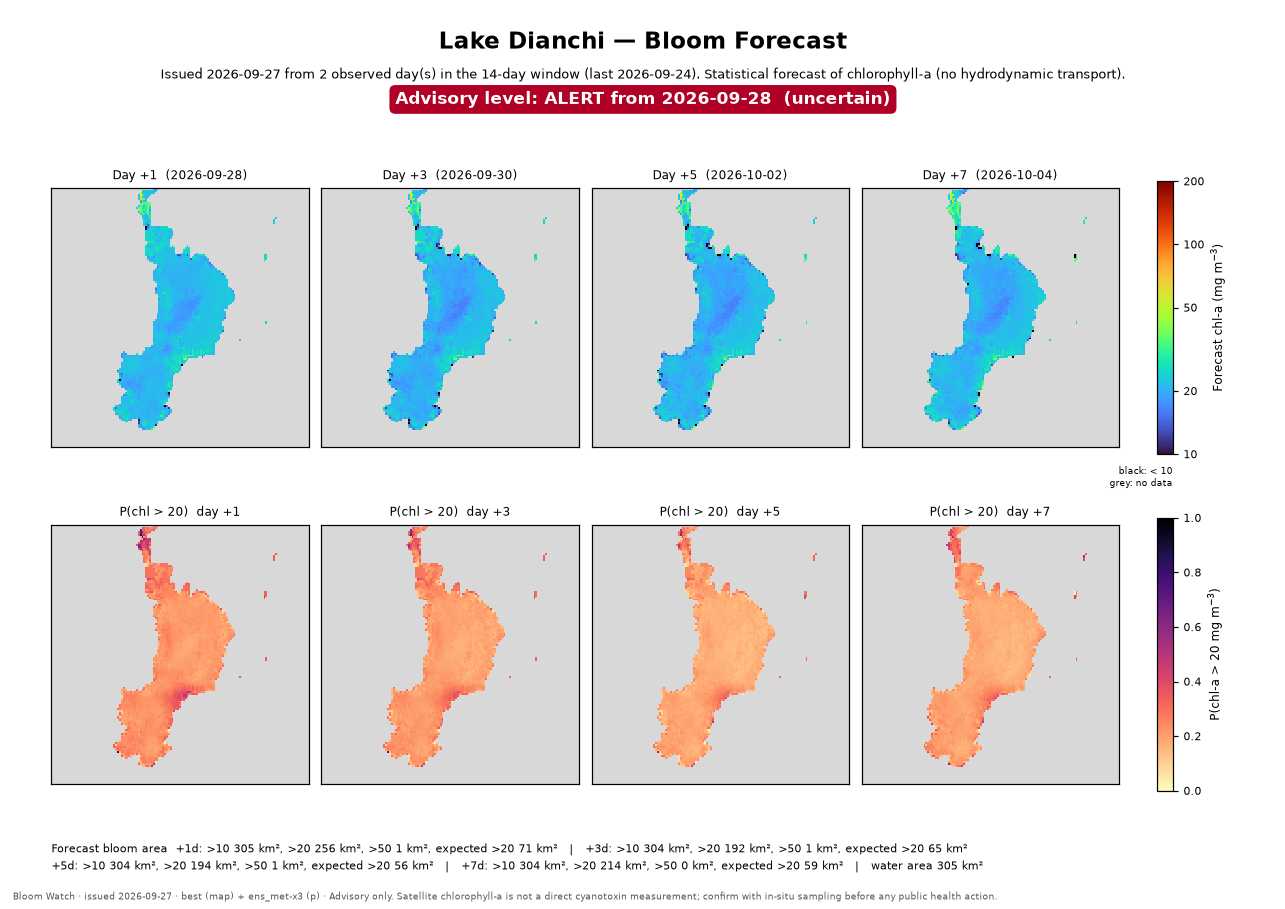 Lake Dianchi — Bloom Forecast
Issued 2026-09-27 from 2 observed day(s) in the 14-day window (last 2026-09-24). Statistical forecast of chlorophyll-a (no hydrodynamic transport).
Advisory level: ALERT from 2026-09-28  (uncertain)
Day +1  (2026-09-28)
Day +3  (2026-09-30)
Day +5  (2026-10-02)
Day +7  (2026-10-04)
200
100
50
20
10
Forecast chl-a (mg m⁻³)
black: < 10
grey: no data
P(chl > 20)  day +1
P(chl > 20)  day +3
P(chl > 20)  day +5
P(chl > 20)  day +7
1.0
0.8
0.6
0.4
0.2
0.0
P(chl-a > 20 mg m⁻³)
Forecast bloom area  +1d: >10 305 km², >20 256 km², >50 1 km², expected >20 71 km²  |  +3d: >10 304 km², >20 192 km², >50 1 km², expected >20 65 km²
+5d: >10 304 km², >20 194 km², >50 1 km², expected >20 56 km²  |  +7d: >10 304 km², >20 214 km², >50 0 km², expected >20 59 km²  |  water area 305 km²
Bloom Watch · issued 2026-09-27 · best (map) + ens_met-x3 (p) · Advisory only. Satellite chlorophyll-a is not a direct cyanotoxin measurement; confirm with in-situ sampling before any public health action.